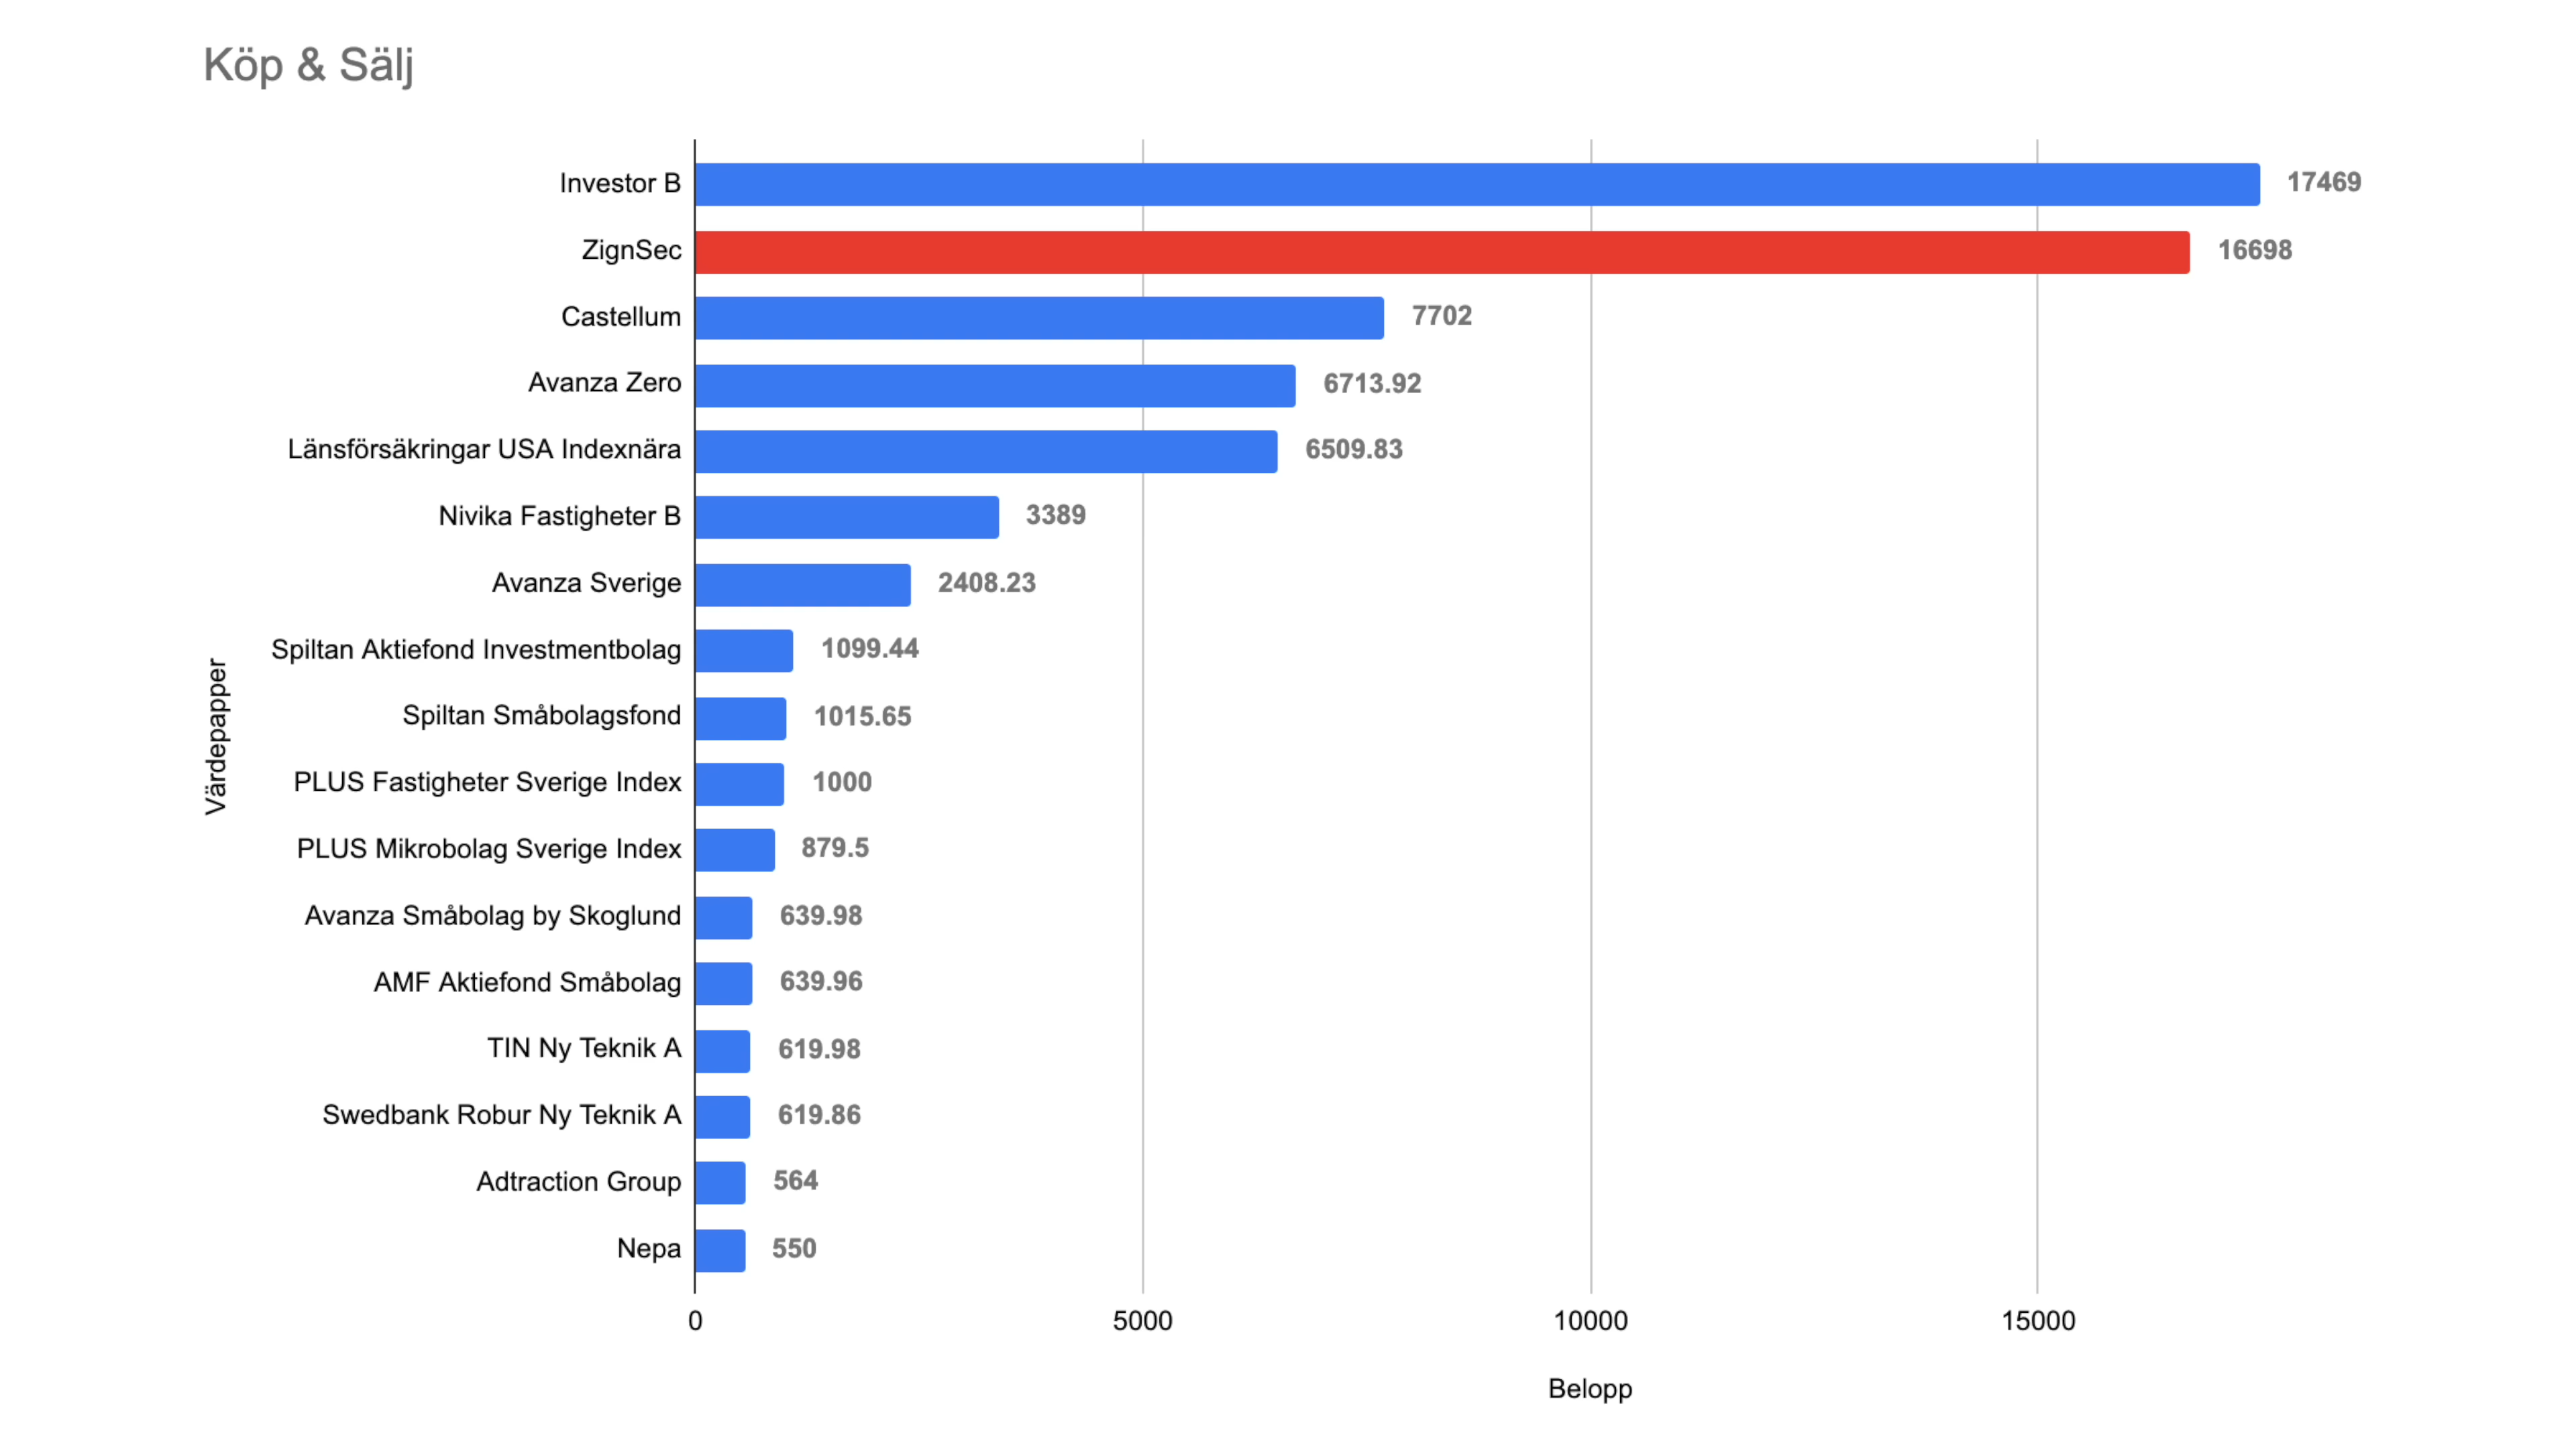 Köp & Sälj
Värdepapper
Investor B 17469
ZignSec 16698
Castellum 7702
Avanza Zero 6713.92
Länsförsäkringar USA Indexnära 6509.83
Nivika Fastigheter B 3389
Avanza Sverige 2408.23
Spiltan Aktiefond Investmentbolag 1099.44
Spiltan Småbolagsfond 1015.65
PLUS Fastigheter Sverige Index 1000
PLUS Mikrobolag Sverige Index 879.5
Avanza Småbolag by Skoglund 639.98
AMF Aktiefond Småbolag 639.96
TIN Ny Teknik A 619.98
Swedbank Robur Ny Teknik A 619.86
Adtraction Group 564
Nepa 550
0 5000 10000 15000
Belopp